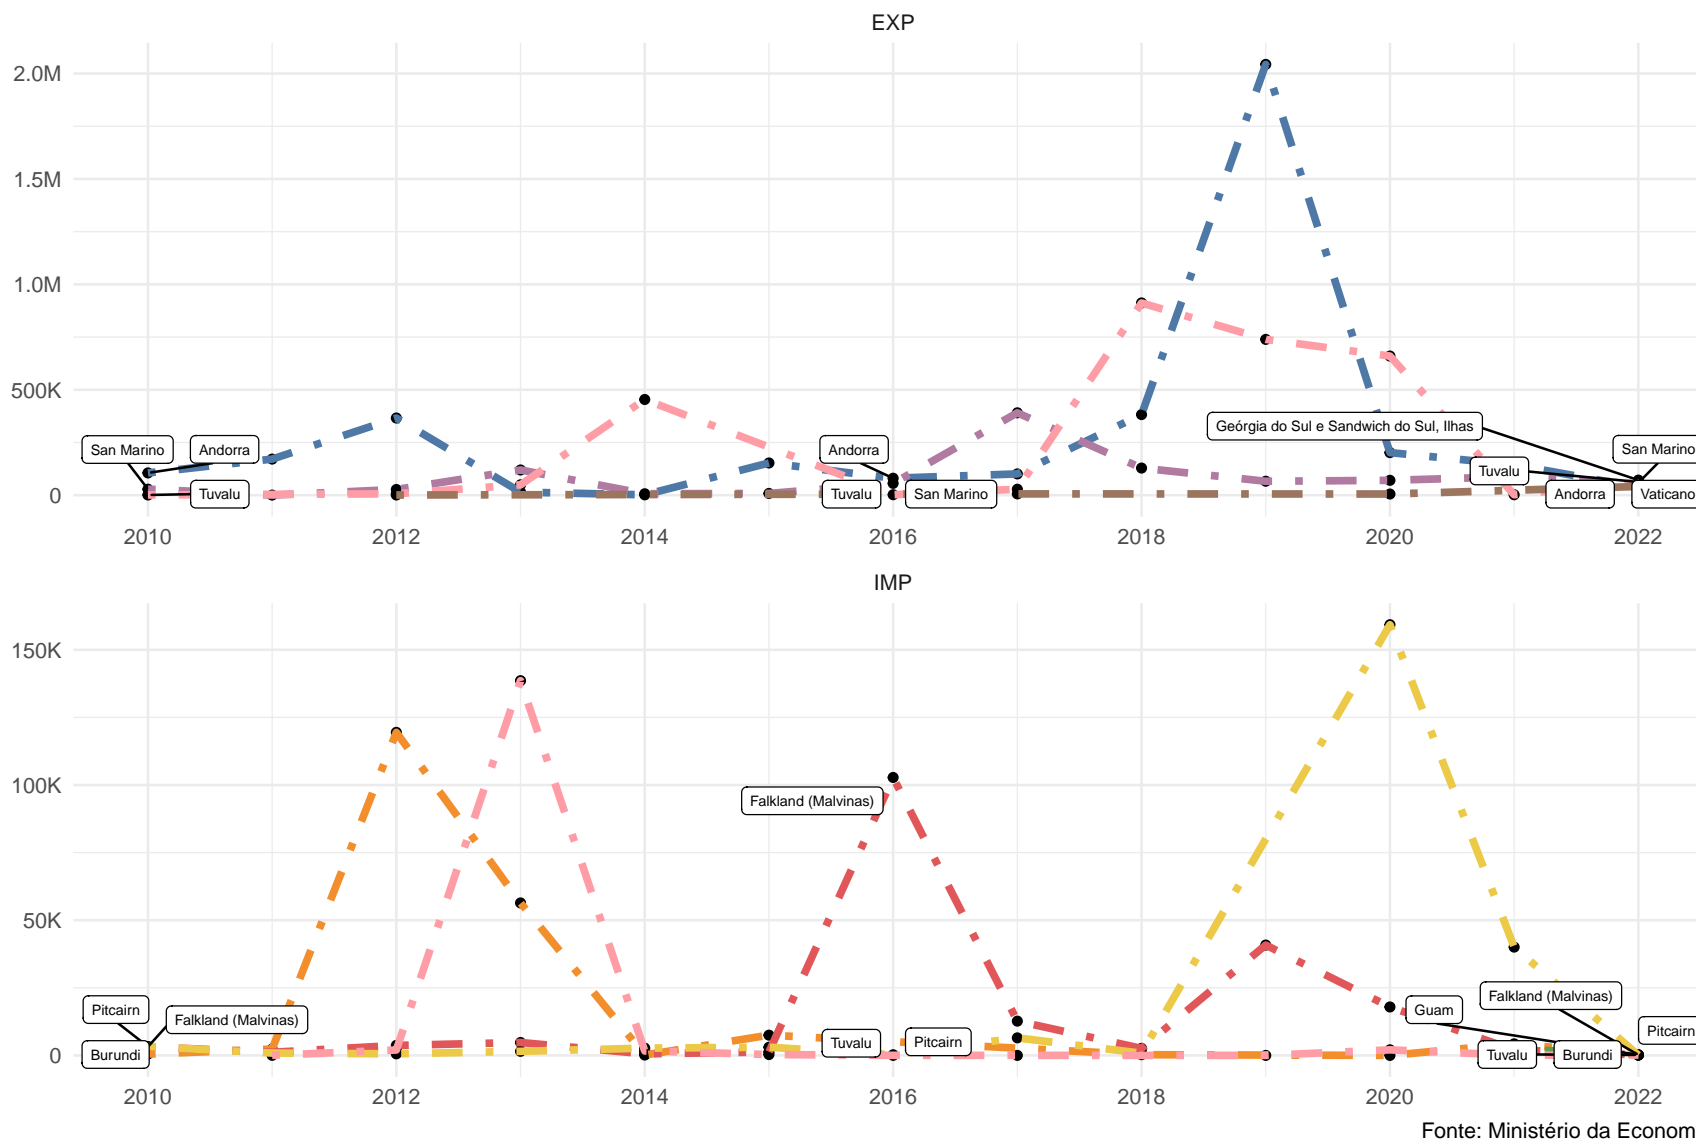 EXP
2.0M
1.5M
1.0M
500K
0
San Marino
Andorra
Tuvalu
Andorra
Tuvalu
San Marino
Geórgia do Sul e Sandwich do Sul, Ilhas
San Marino
Tuvalu
Andorra
Vaticano
2010 2012 2014 2016 2018 2020 2022
IMP
150K
100K
50K
0
Pitcairn
Falkland (Malvinas)
Burundi
Falkland (Malvinas)
Tuvalu
Pitcairn
Falkland (Malvinas)
Guam
Pitcairn
Tuvalu
Burundi
2010 2012 2014 2016 2018 2020 2022
Fonte: Ministério da Econom